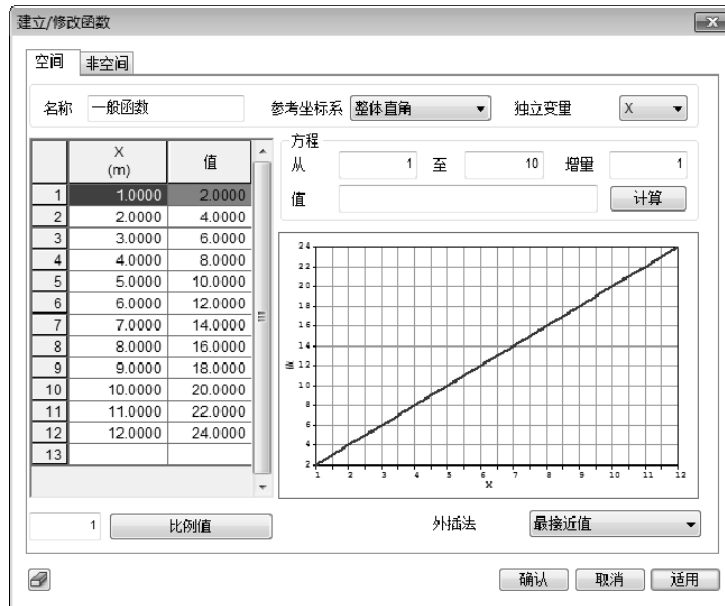 建立/修改函数
空间 非空间
名称 一般函数 参考坐标系 整体直角 独立变量 X
方程
从 1 至 10 增量 1
值 计算
X
(m) 值
1 1.0000 2.0000
2 2.0000 4.0000
3 3.0000 6.0000
4 4.0000 8.0000
5 5.0000 10.0000
6 6.0000 12.0000
7 7.0000 14.0000
8 8.0000 16.0000
9 9.0000 18.0000
10 10.0000 20.0000
11 11.0000 22.0000
12 12.0000 24.0000
13
24
22
20
18
16
14
12
10
8
6
4
2
值
1 2 3 4 5 6 7 8 9 10 11 12
X
1 比例值 外插法 最接近值
确认 取消 适用